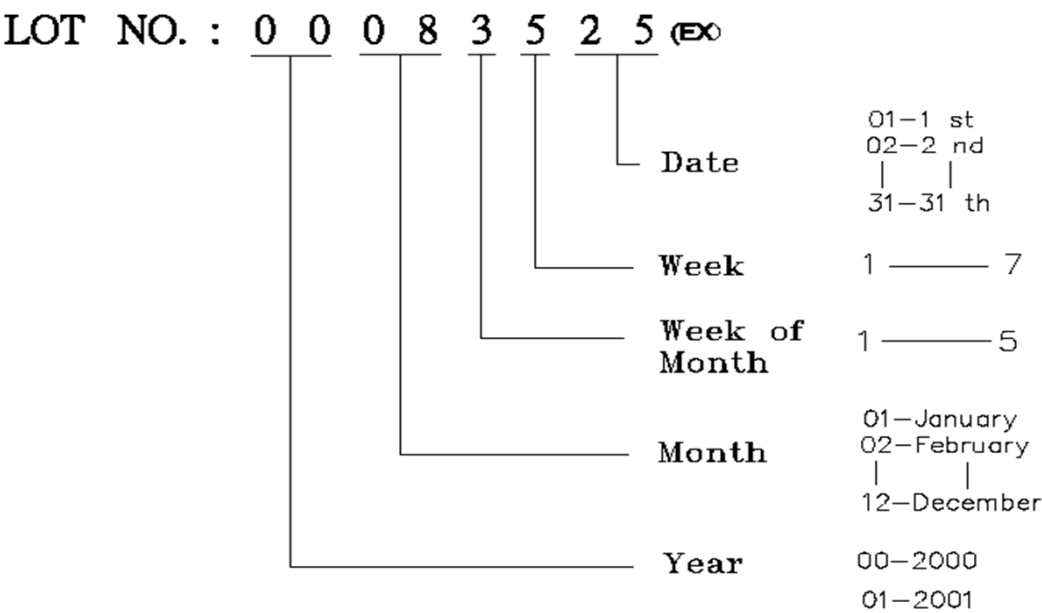 LOT NO. : 0 0 0 8 3 5 2 5 (EX)
01-1 st
Date 02-2 nd
31-31 th
Week 1 7
Week of
Month 1 5
01-January
Month 02-February
12-December
Year 00-2000
01-2001